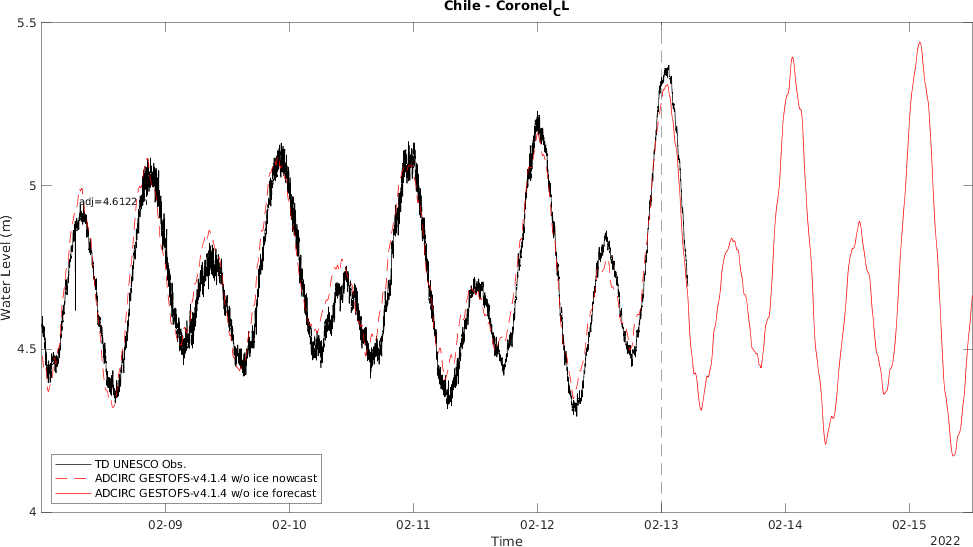 Chile - Coronel_CL
5.5
5
4.5
4
Water Level (m)
adj=4.6122 m
TD UNESCO Obs.
ADCIRC GESTOFS-v4.1.4 w/o ice nowcast
ADCIRC GESTOFS-v4.1.4 w/o ice forecast
02-09 02-10 02-11 02-12 02-13 02-14 02-15
Time
2022